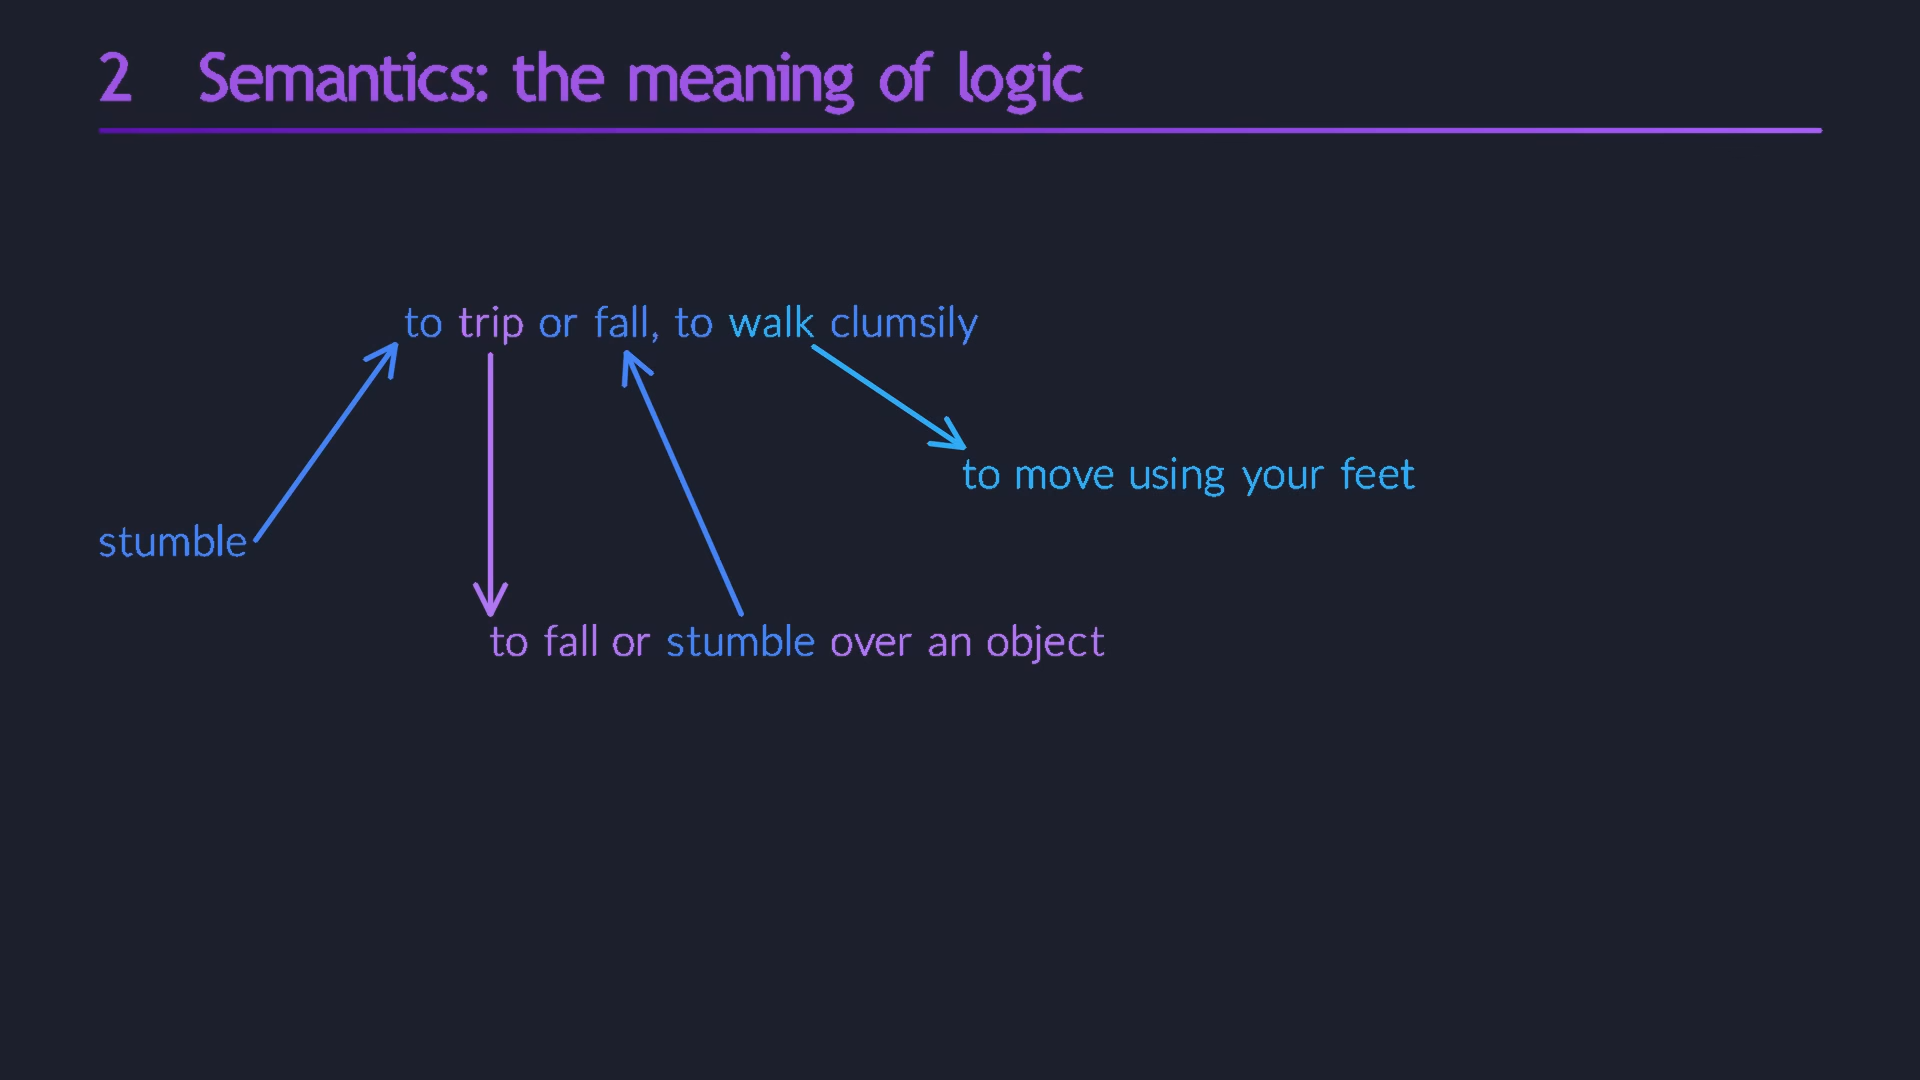 2 Semantics: the meaning of logic
to trip or fall, to walk clumsily
to move using your feet
stumble
to fall or stumble over an object